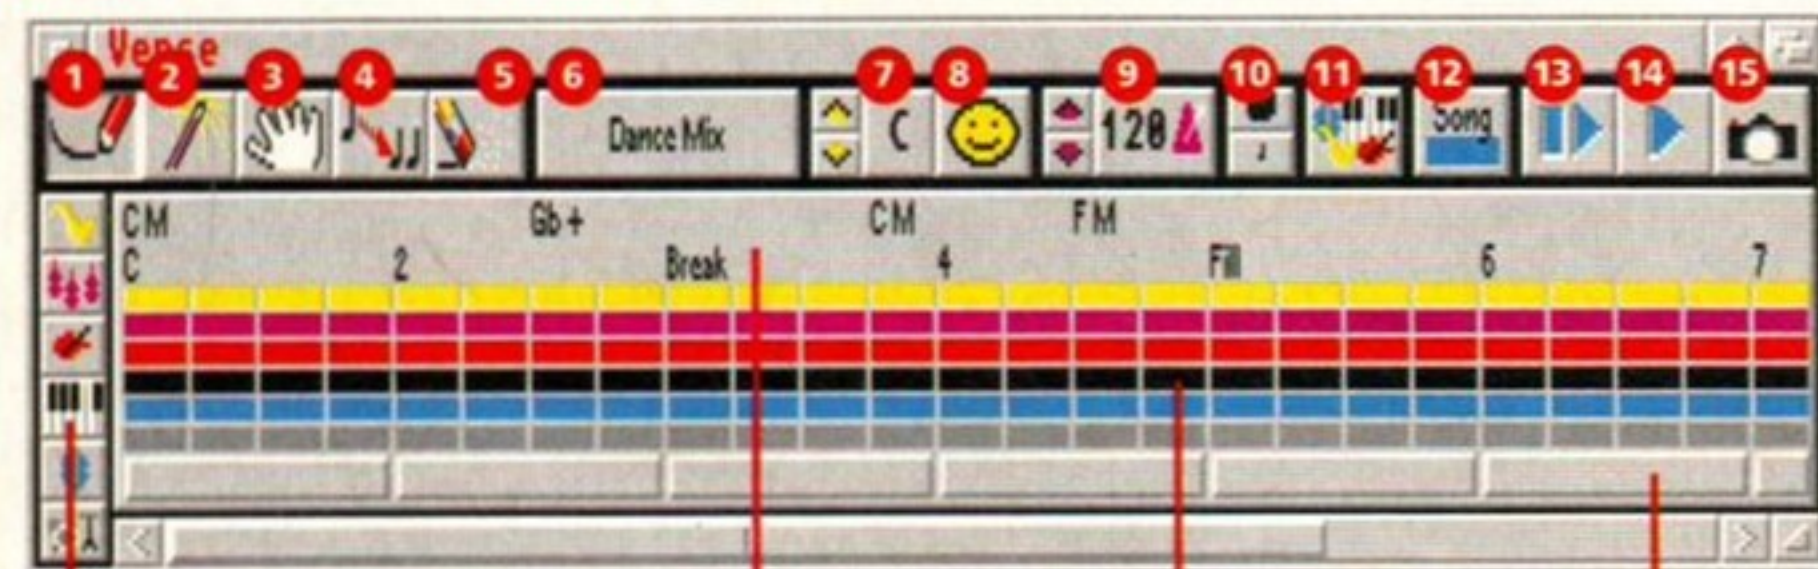 Verse
1 2 3 4 5 6 7 8 9 10 11 12 13 14 15
Dance Mix C 120 Song
CM Gb+ CM FM
C 2 Break 4 Fill 6 7